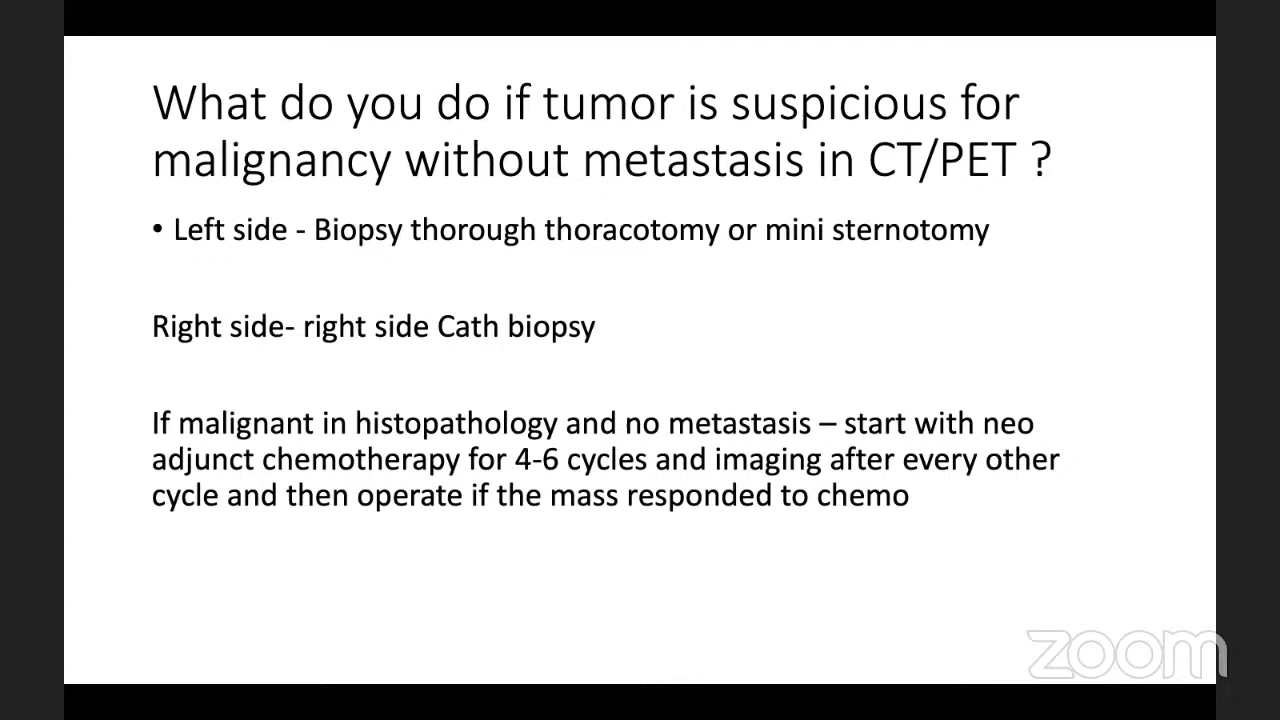 What do you do if tumor is suspicious for
malignancy without metastasis in CT/PET ?
• Left side - Biopsy thorough thoracotomy or mini sternotomy
Right side- right side Cath biopsy
If malignant in histopathology and no metastasis – start with neo
adjunct chemotherapy for 4-6 cycles and imaging after every other
cycle and then operate if the mass responded to chemo
zoom